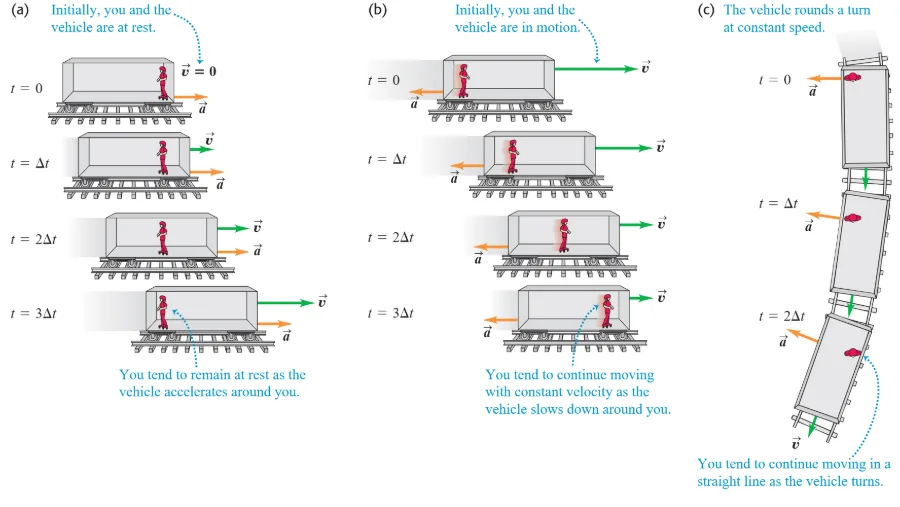 (a) Initially, you and the
vehicle are at rest.
v⃗ = 0
t = 0
a⃗
v⃗
t = Δt
a⃗
v⃗
t = 2Δt
a⃗
v⃗
t = 3Δt
a⃗
You tend to remain at rest as the
vehicle accelerates around you.
(b) Initially, you and the
vehicle are in motion.
v⃗
t = 0
a⃗
v⃗
t = Δt
a⃗
v⃗
t = 2Δt
a⃗
v⃗
t = 3Δt
a⃗
You tend to continue moving
with constant velocity as the
vehicle slows down around you.
(c) The vehicle rounds a turn
at constant speed.
t = 0
a⃗
t = Δt
a⃗
t = 2Δt
a⃗
v⃗
You tend to continue moving in a
straight line as the vehicle turns.